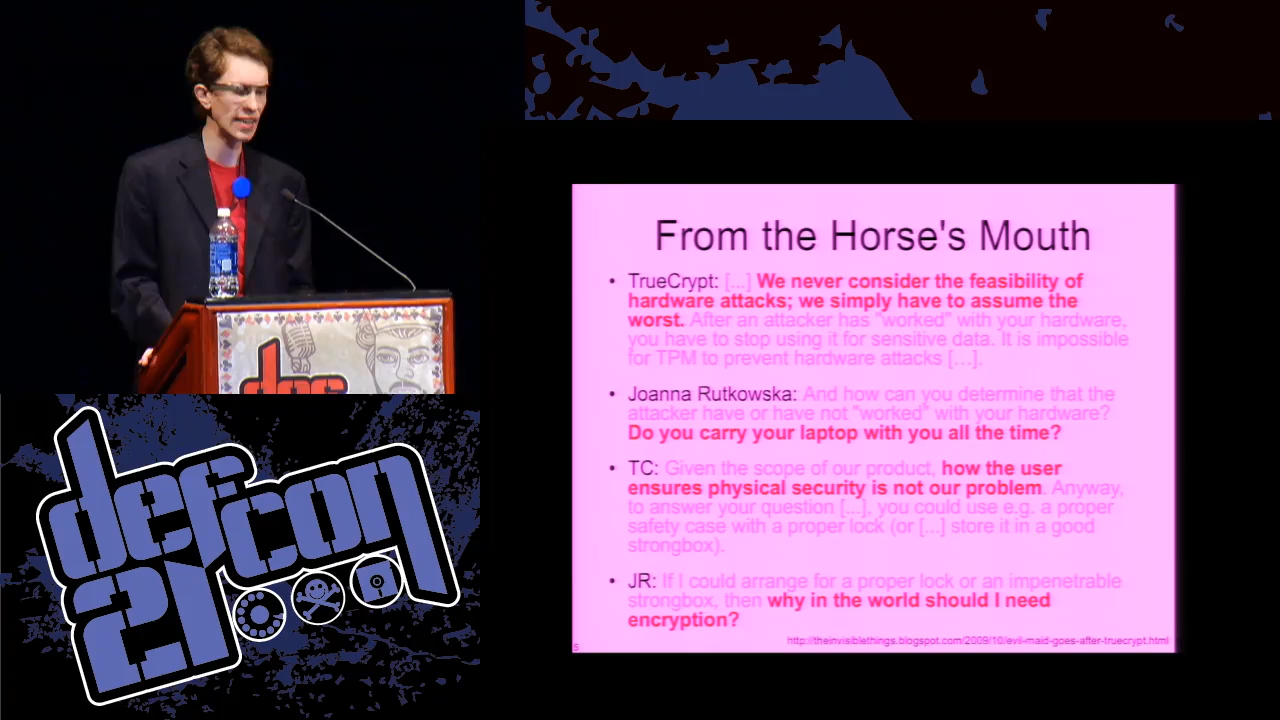 From the Horse's Mouth
• TrueCrypt: [...] We never consider the feasibility of
hardware attacks; we simply have to assume the
worst. After an attacker has "worked" with your hardware,
you have to stop using it for sensitive data. It is impossible
for TPM to prevent hardware attacks […].
• Joanna Rutkowska: And how can you determine that the
attacker have or have not "worked" with your hardware?
Do you carry your laptop with you all the time?
• TC: Given the scope of our product, how the user
ensures physical security is not our problem. Anyway,
to answer your question [...], you could use e.g. a proper
safety case with a proper lock (or [...] store it in a good
strongbox).
• JR: If I could arrange for a proper lock or an impenetrable
strongbox, then why in the world should I need
encryption?
http://theinvisiblethings.blogspot.com/2009/10/evil-maid-goes-after-truecrypt.html
5
def
defcon
21